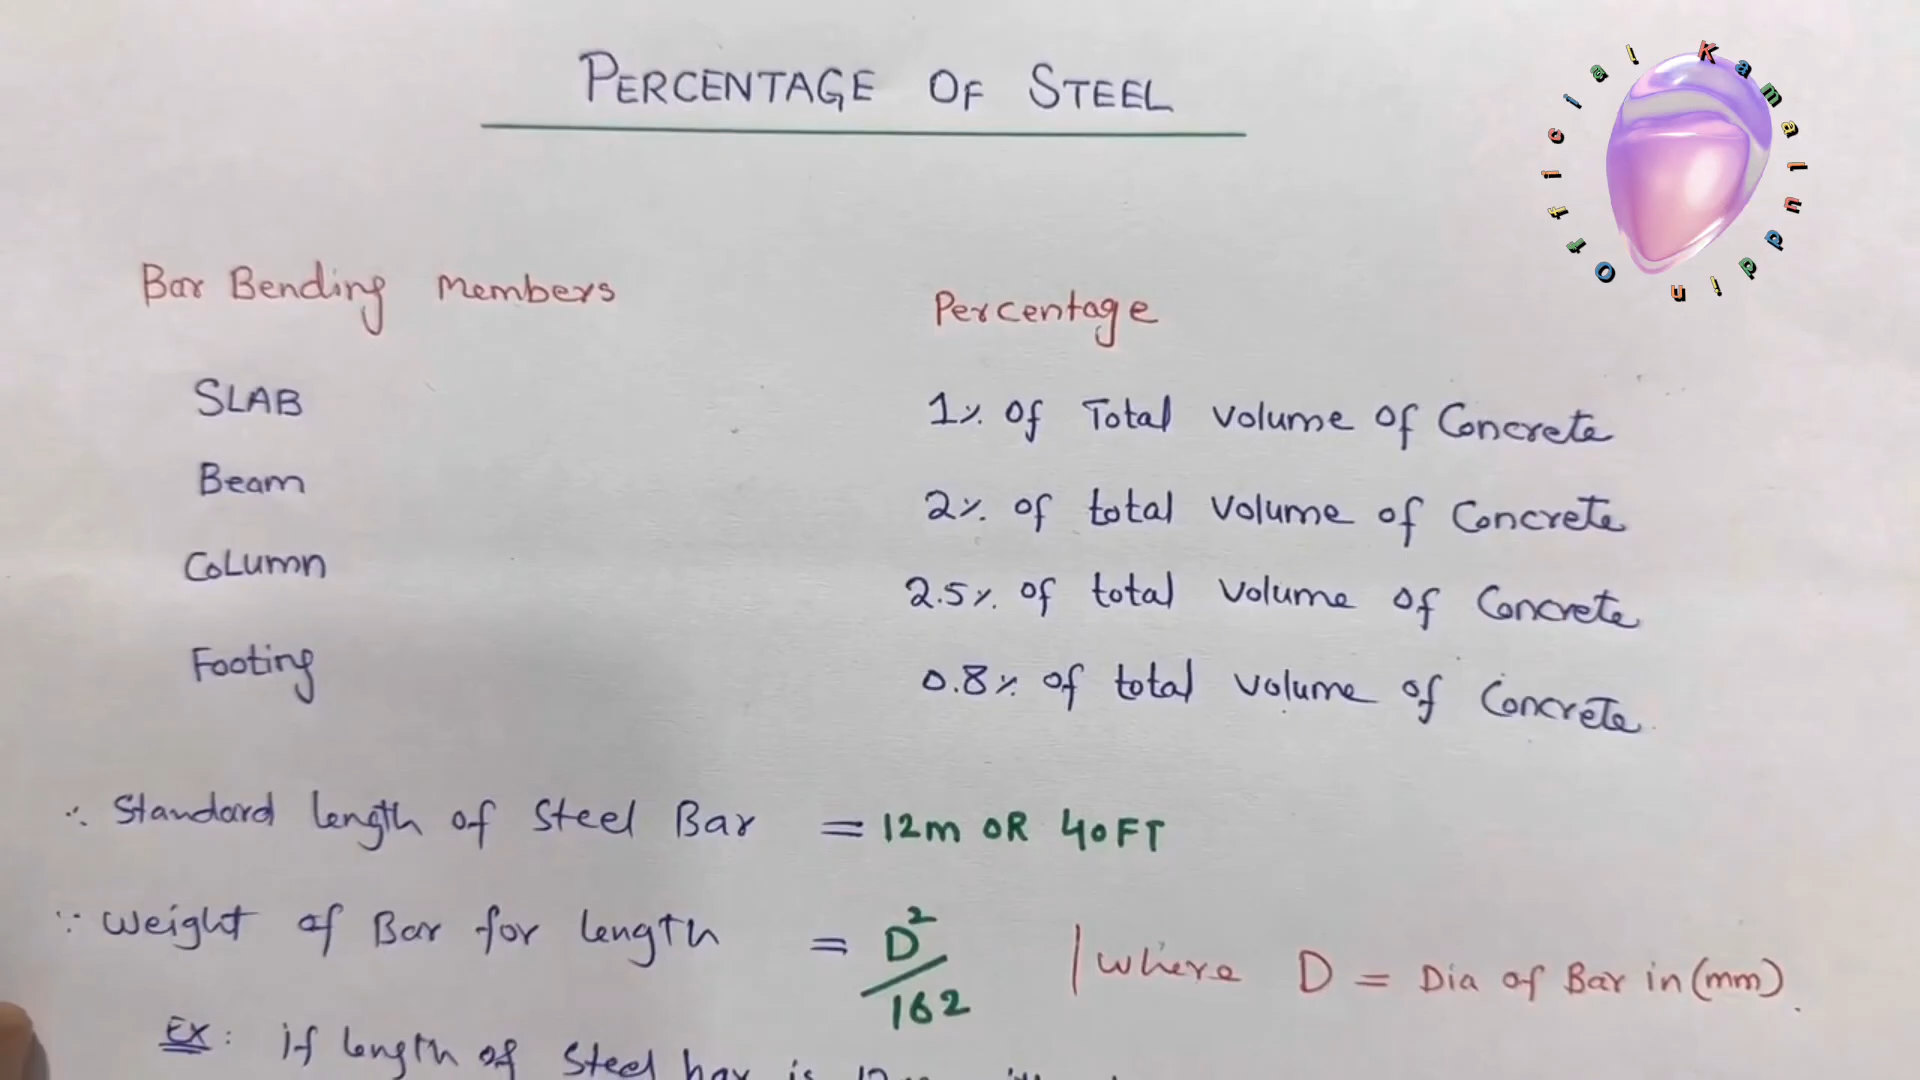 PERCENTAGE OF STEEL
Official Kamaluddin
Bar Bending Members Percentage
SLAB 1% of Total volume of Concrete
Beam 2% of total volume of Concrete
Column 2.5% of total volume of Concrete
Footing 0.8% of total volume of Concrete
∴ Standard length of Steel Bar = 12m OR 40FT
∵ Weight of Bar for length = D²/162 | where D = Dia of Bar in (mm).
Ex: if length of Steel bar is